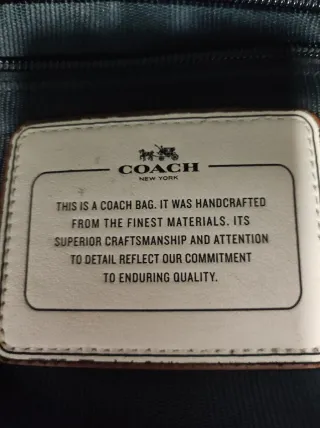 COACH
NEW YORK
THIS IS A COACH BAG. IT WAS HANDCRAFTED
FROM THE FINEST MATERIALS. ITS
SUPERIOR CRAFTSMANSHIP AND ATTENTION
TO DETAIL REFLECT OUR COMMITMENT
TO ENDURING QUALITY.